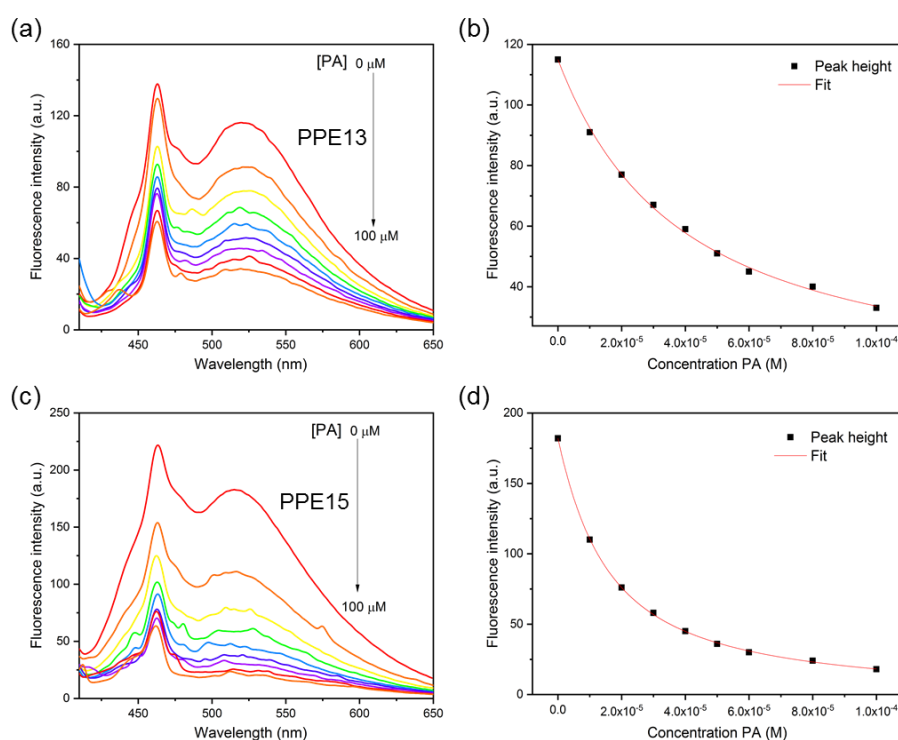 (a)
160
120
80
40
0
Fluorescence intensity (a.u.)
450 500 550 600 650
Wavelength (nm)
[PA] 0 μM
PPE13
100 μM
(b)
120
100
80
60
40
Fluorescence intensity (a.u.)
0.0 2.0x10⁻⁵ 4.0x10⁻⁵ 6.0x10⁻⁵ 8.0x10⁻⁵ 1.0x10⁻⁴
Concentration PA (M)
Peak height
Fit
(c)
250
200
150
100
50
0
Fluorescence intensity (a.u.)
450 500 550 600 650
Wavelength (nm)
[PA] 0 μM
PPE15
100 μM
(d)
200
150
100
50
0
Fluorescence intensity (a.u.)
0.0 2.0x10⁻⁵ 4.0x10⁻⁵ 6.0x10⁻⁵ 8.0x10⁻⁵ 1.0x10⁻⁴
Concentration PA (M)
Peak height
Fit